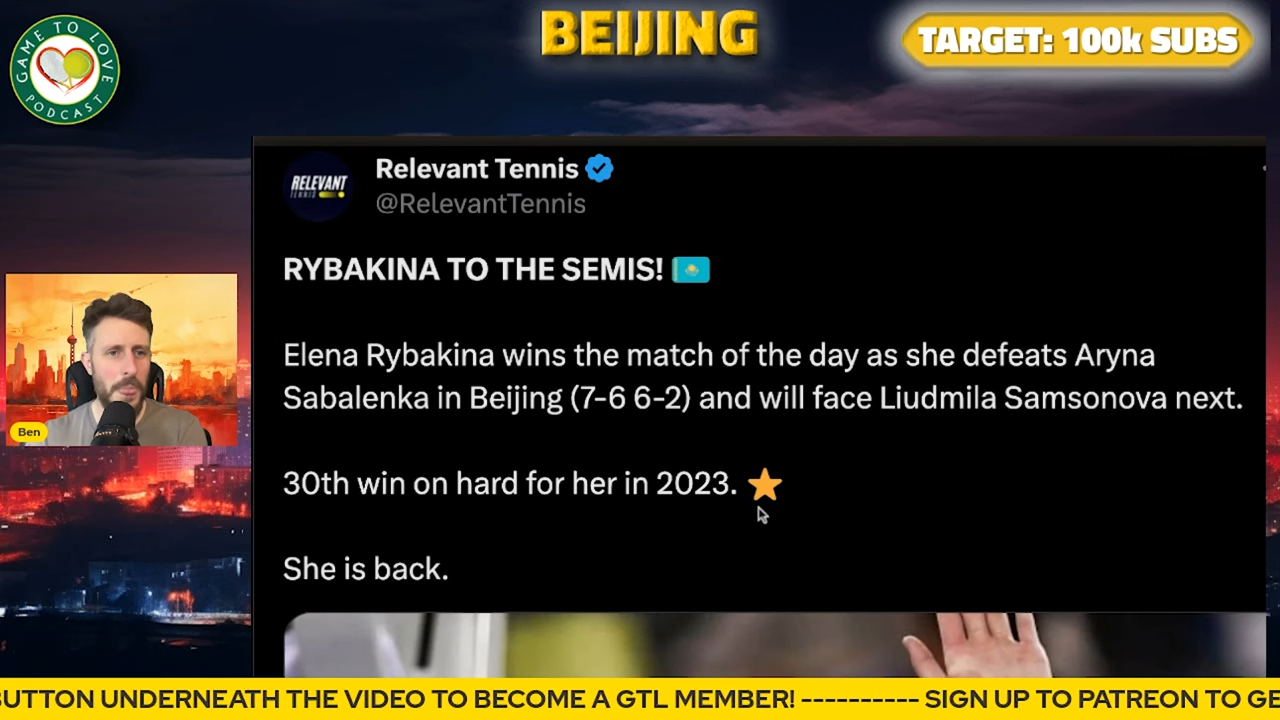 GAME TO LOVE
PODCAST
BEIJING
TARGET: 100k SUBS
RELEVANT
TENNIS
Relevant Tennis
@RelevantTennis
RYBAKINA TO THE SEMIS!
Elena Rybakina wins the match of the day as she defeats Aryna
Sabalenka in Beijing (7-6 6-2) and will face Liudmila Samsonova next.
30th win on hard for her in 2023.
She is back.
Ben
BUTTON UNDERNEATH THE VIDEO TO BECOME A GTL MEMBER! ---------- SIGN UP TO PATREON TO GE